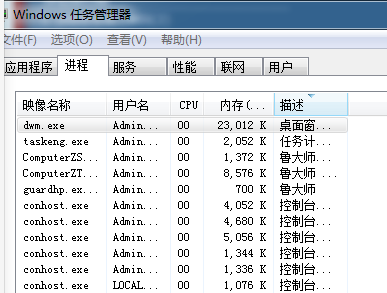 Windows 任务管理器
文件(F) 选项(O) 查看(V) 帮助(H)
应用程序 进程 服务 性能 联网 用户
映像名称 用户名 CPU 内存(... 描述
dwm.exe Admin... 00 23,012 K 桌面窗...
taskeng.exe Admin... 00 2,052 K 任务计...
ComputerZS... Admin... 00 1,372 K 鲁大师...
ComputerZT... Admin... 00 8,576 K 鲁大师...
guardhp.ex... Admin... 00 700 K 鲁大师
conhost.exe Admin... 00 4,052 K 控制台...
conhost.exe Admin... 00 4,680 K 控制台...
conhost.exe Admin... 00 5,056 K 控制台...
conhost.exe Admin... 00 1,344 K 控制台...
conhost.exe Admin... 00 1,336 K 控制台...
conhost.exe LOCAL... 00 1,076 K 控制台...